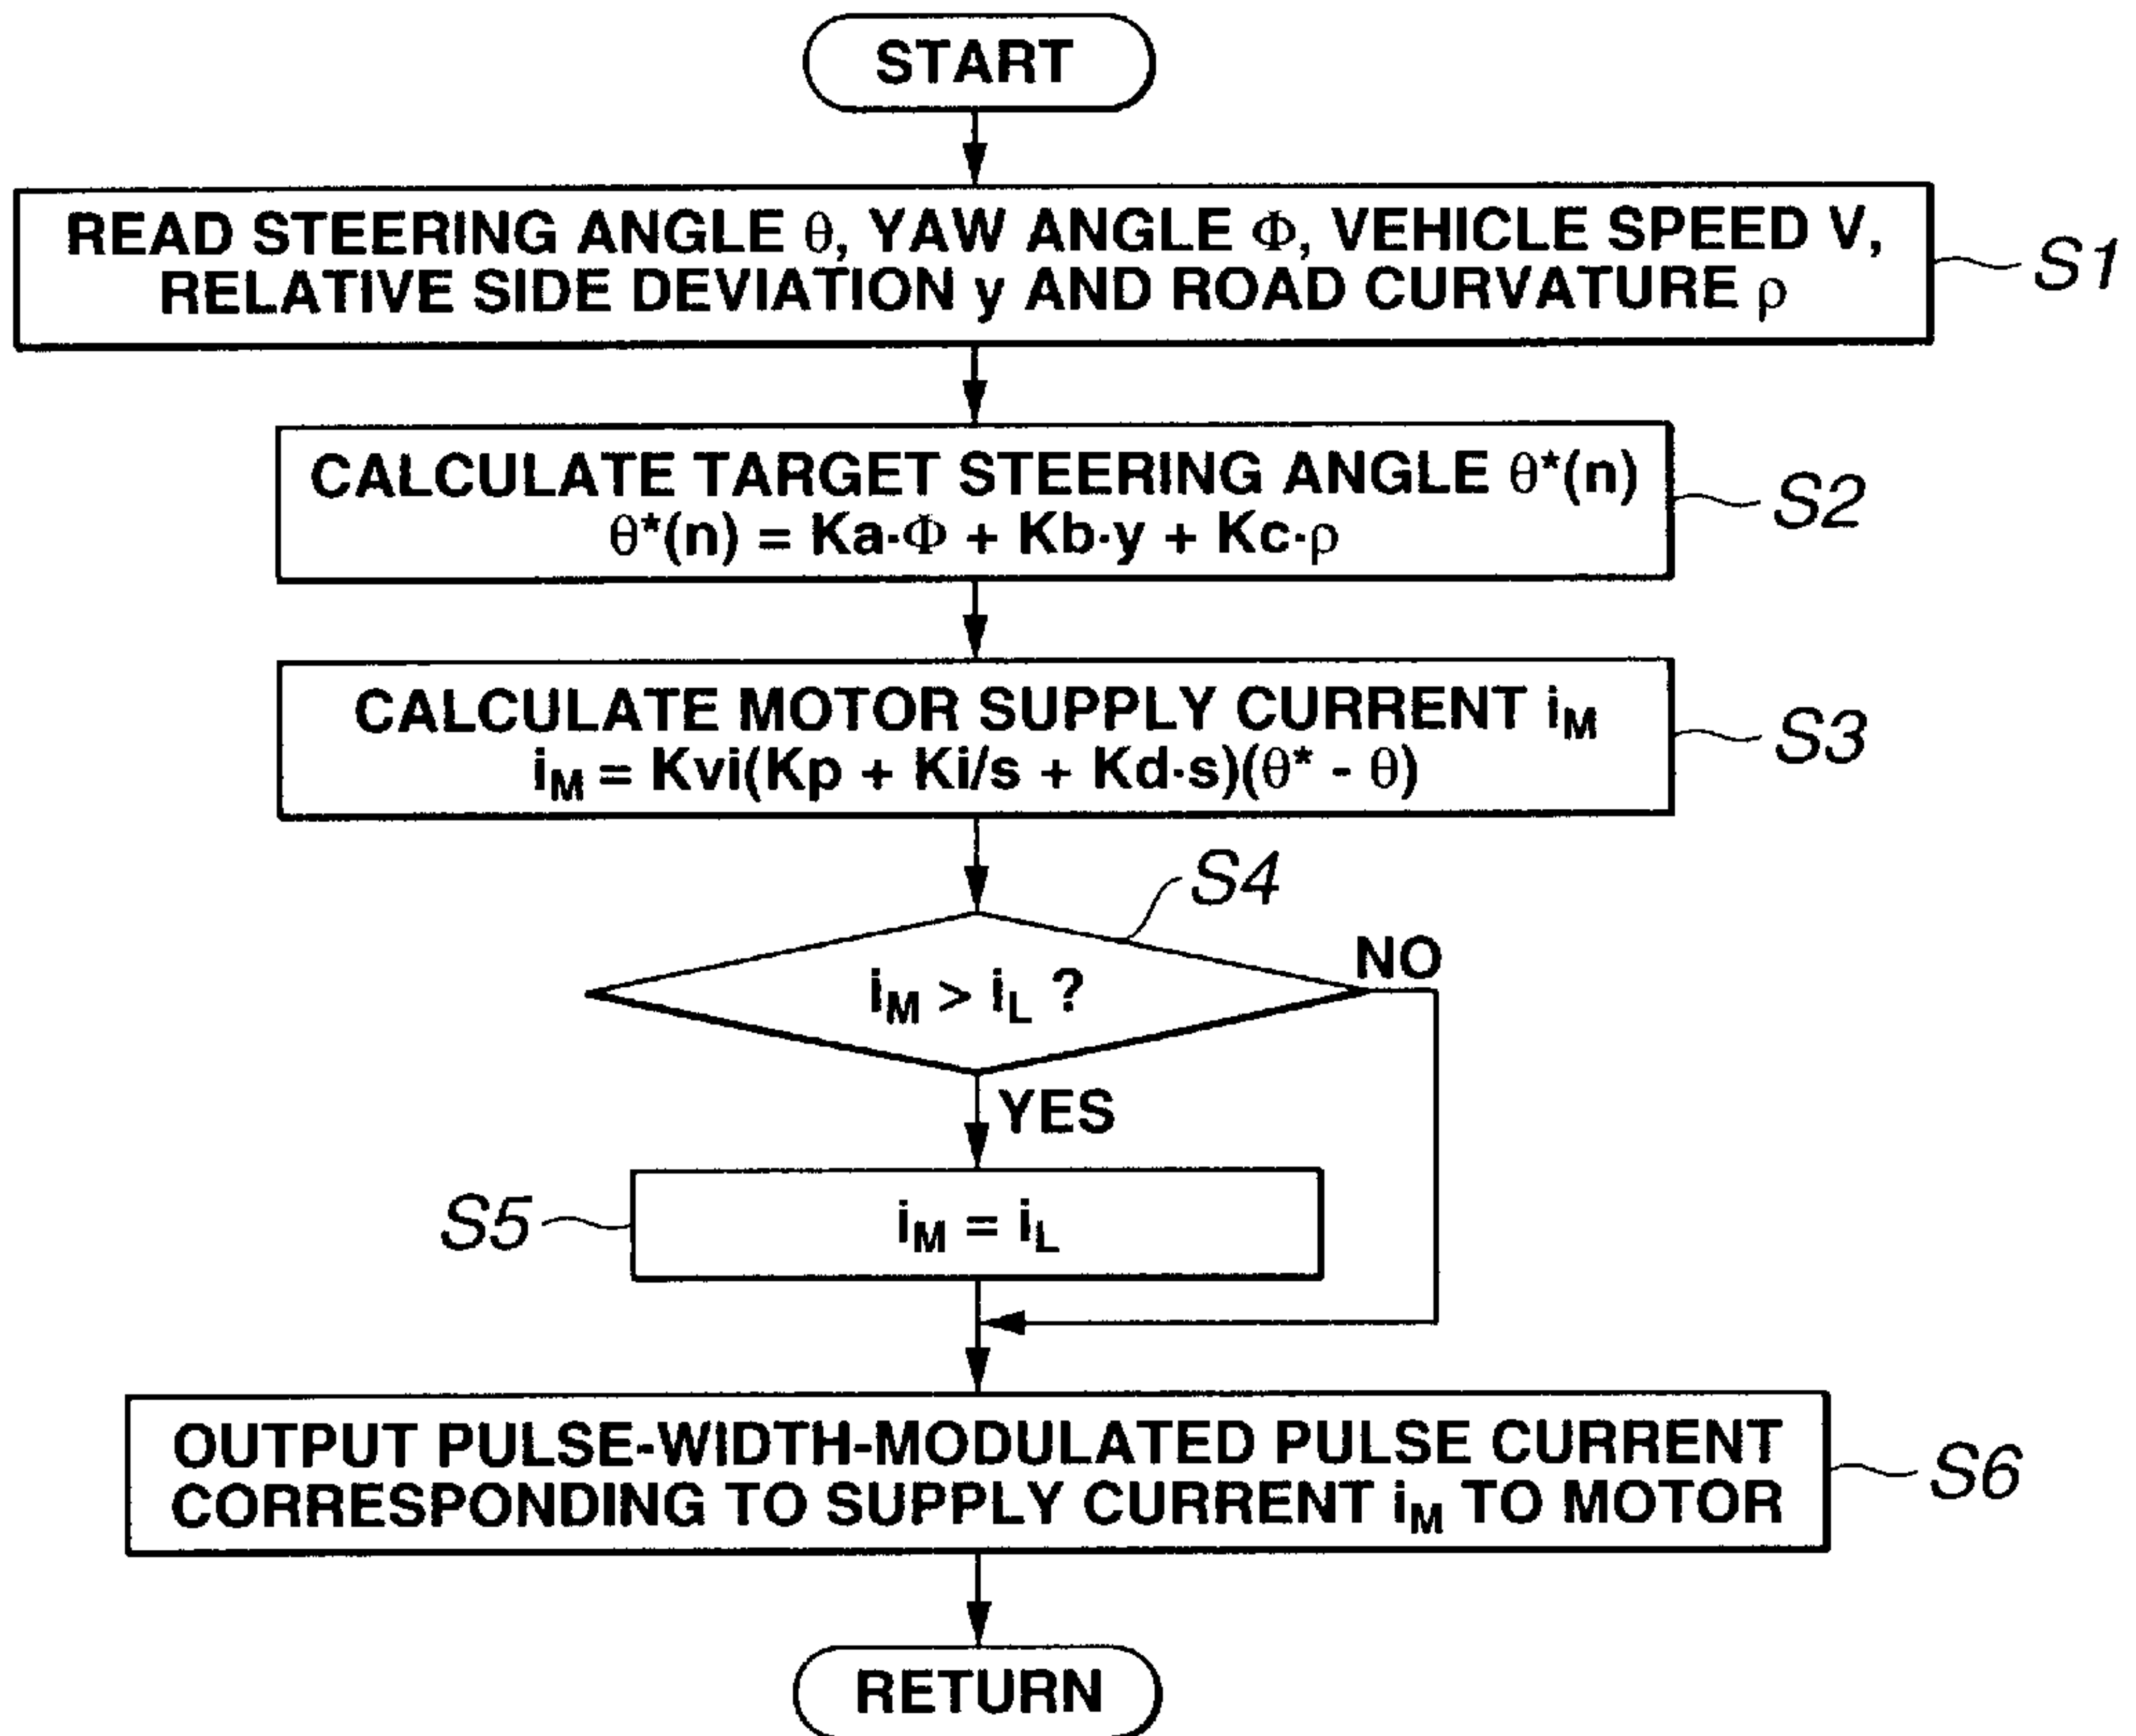 START
READ STEERING ANGLE θ, YAW ANGLE Φ, VEHICLE SPEED V,
RELATIVE SIDE DEVIATION y AND ROAD CURVATURE ρ
S1
CALCULATE TARGET STEERING ANGLE θ*(n)
θ*(n) = Ka·Φ + Kb·y + Kc·ρ
S2
CALCULATE MOTOR SUPPLY CURRENT iM
iM = Kvi(Kp + Ki/s + Kd·s)(θ* - θ)
S3
S4
iM > iL ?
NO
YES
S5
iM = iL
OUTPUT PULSE-WIDTH-MODULATED PULSE CURRENT
CORRESPONDING TO SUPPLY CURRENT iM TO MOTOR
S6
RETURN